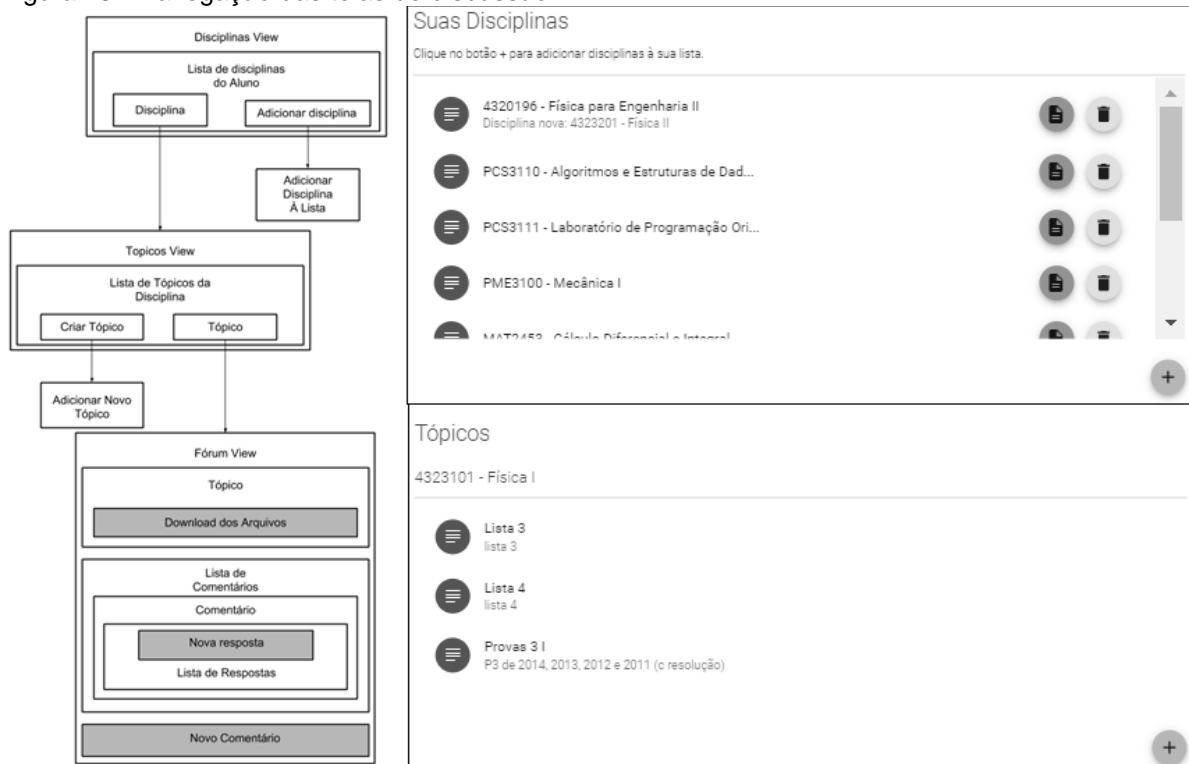 Disciplinas View
Lista de disciplinas
do Aluno
Disciplina
Adicionar disciplina
Adicionar
Disciplina
À Lista
Topicos View
Lista de Tópicos da
Disciplina
Criar Tópico
Tópico
Adicionar Novo
Tópico
Fórum View
Tópico
Download dos Arquivos
Lista de
Comentários
Comentário
Nova resposta
Lista de Respostas
Novo Comentário
Suas Disciplinas
Clique no botão + para adicionar disciplinas à sua lista.
4320196 - Física para Engenharia II
Disciplina nova: 4323201 - Física II
PCS3110 - Algoritmos e Estruturas de Dad...
PCS3111 - Laboratório de Programação Ori...
PME3100 - Mecânica I
MAT2453 - Cálculo Diferencial e Integral
+
Tópicos
4323101 - Física I
Lista 3
lista 3
Lista 4
lista 4
Provas 3 I
P3 de 2014, 2013, 2012 e 2011 (c resolução)
+